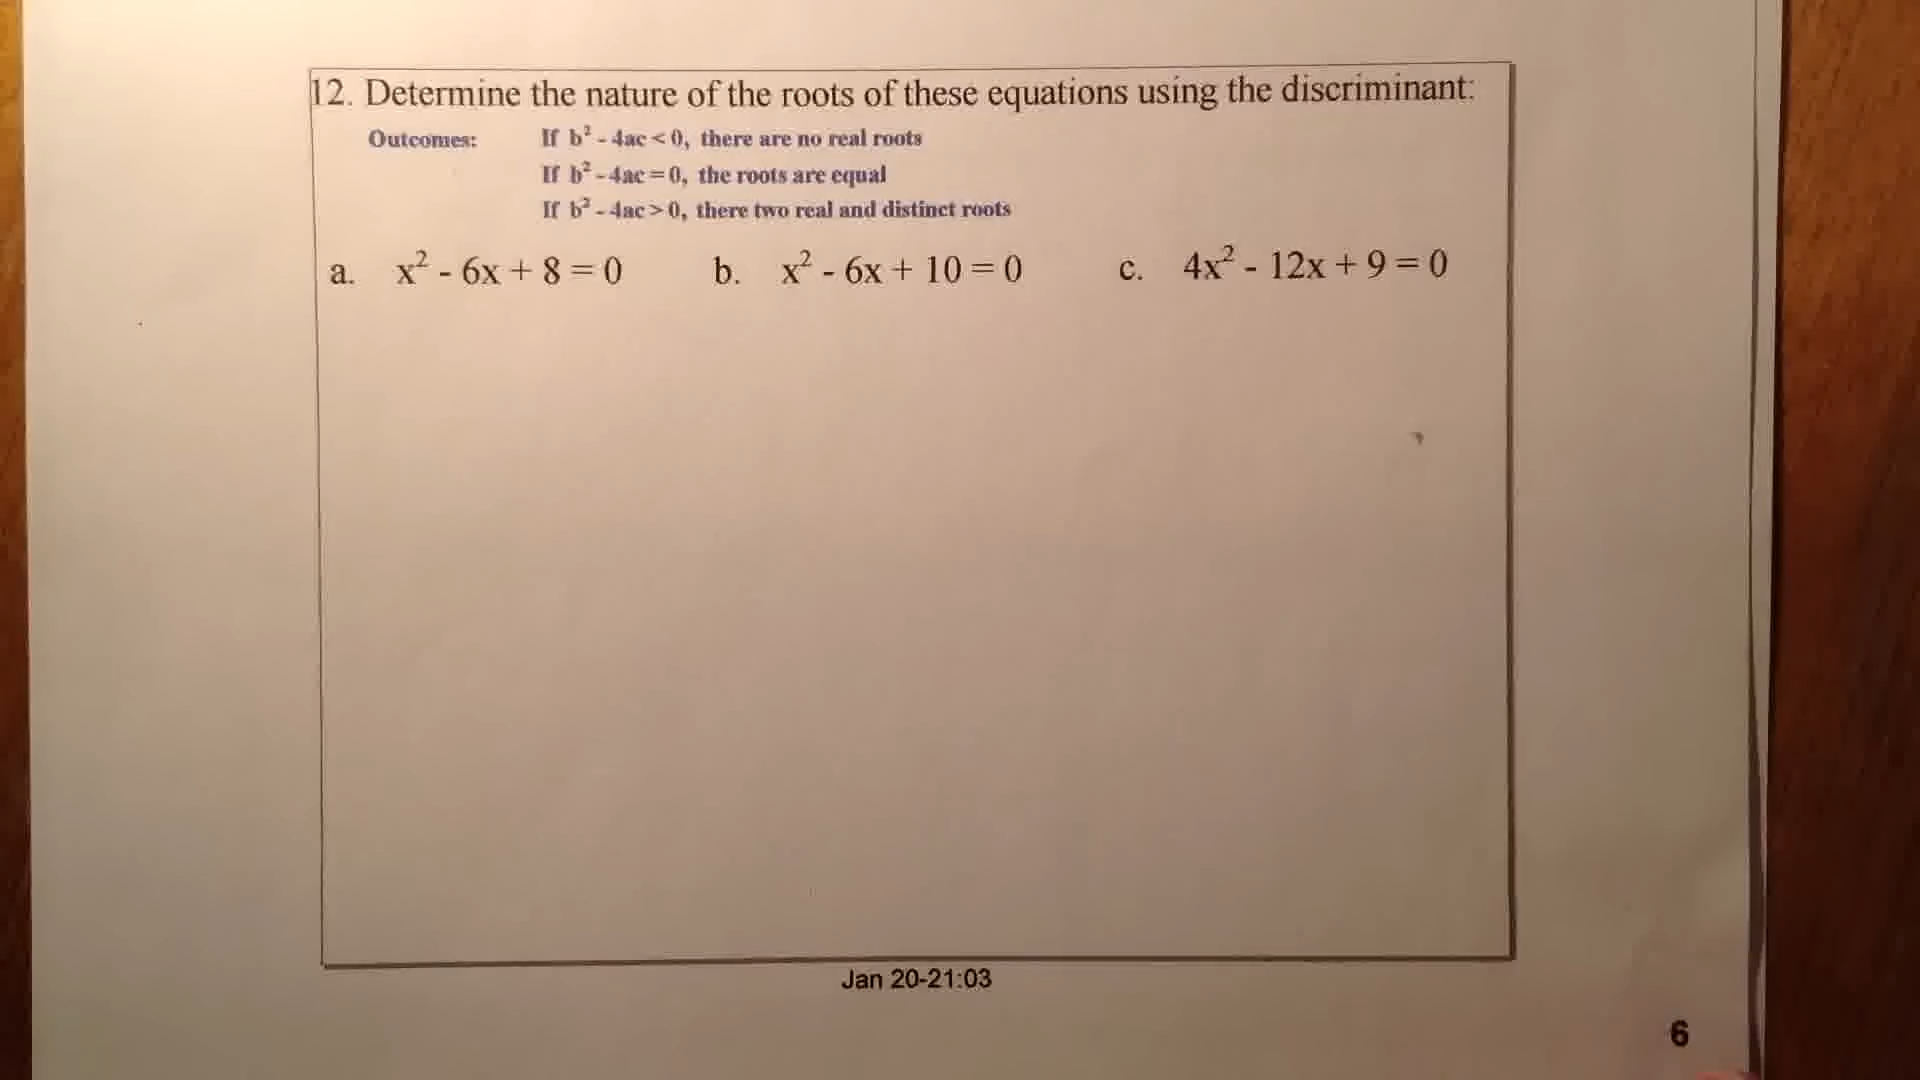 12. Determine the nature of the roots of these equations using the discriminant:
Outcomes: If b² - 4ac < 0, there are no real roots
If b² - 4ac = 0, the roots are equal
If b² - 4ac > 0, there two real and distinct roots
a. x² - 6x + 8 = 0 b. x² - 6x + 10 = 0 c. 4x² - 12x + 9 = 0
Jan 20-21:03
6